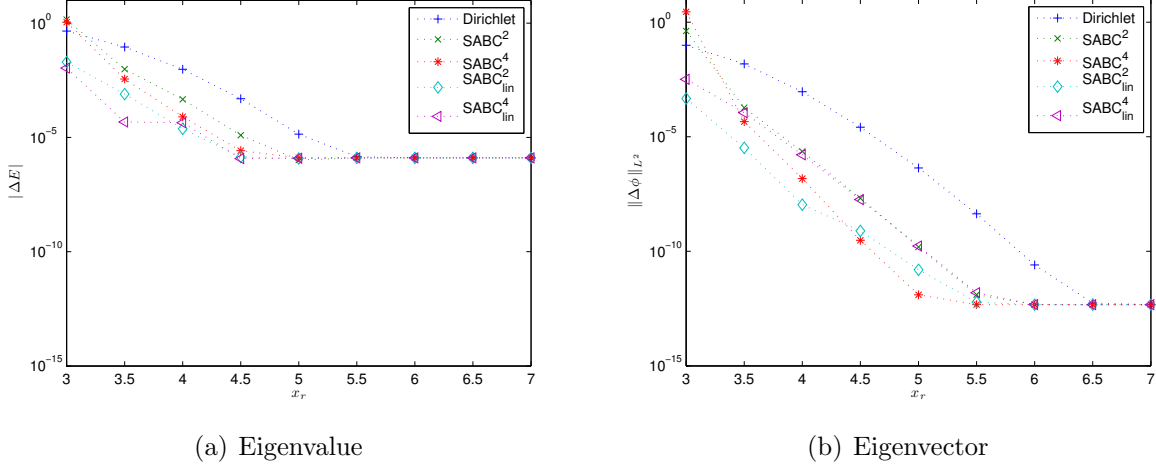 10^0
10^-5
10^-10
10^-15
|ΔE|
3 3.5 4 4.5 5 5.5 6 6.5 7
x_r
Dirichlet
SABC^2
SABC^4
SABC^2_lin
SABC^4_lin
(a) Eigenvalue
10^0
10^-5
10^-10
10^-15
‖Δϕ‖_{L^2}
3 3.5 4 4.5 5 5.5 6 6.5 7
x_r
Dirichlet
SABC^2
SABC^4
SABC^2_lin
SABC^4_lin
(b) Eigenvector